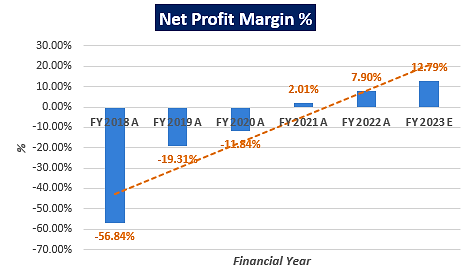 Net Profit Margin %
30.00%
20.00%
10.00%
0.00%
-10.00%
-20.00%
-30.00%
-40.00%
-50.00%
-60.00%
-70.00%
%
FY 2018 A
FY 2019 A
FY 2020 A
FY 2021 A
FY 2022 A
FY 2023 E
-56.84%
-19.31%
-11.84%
2.01%
7.90%
12.79%
Financial Year